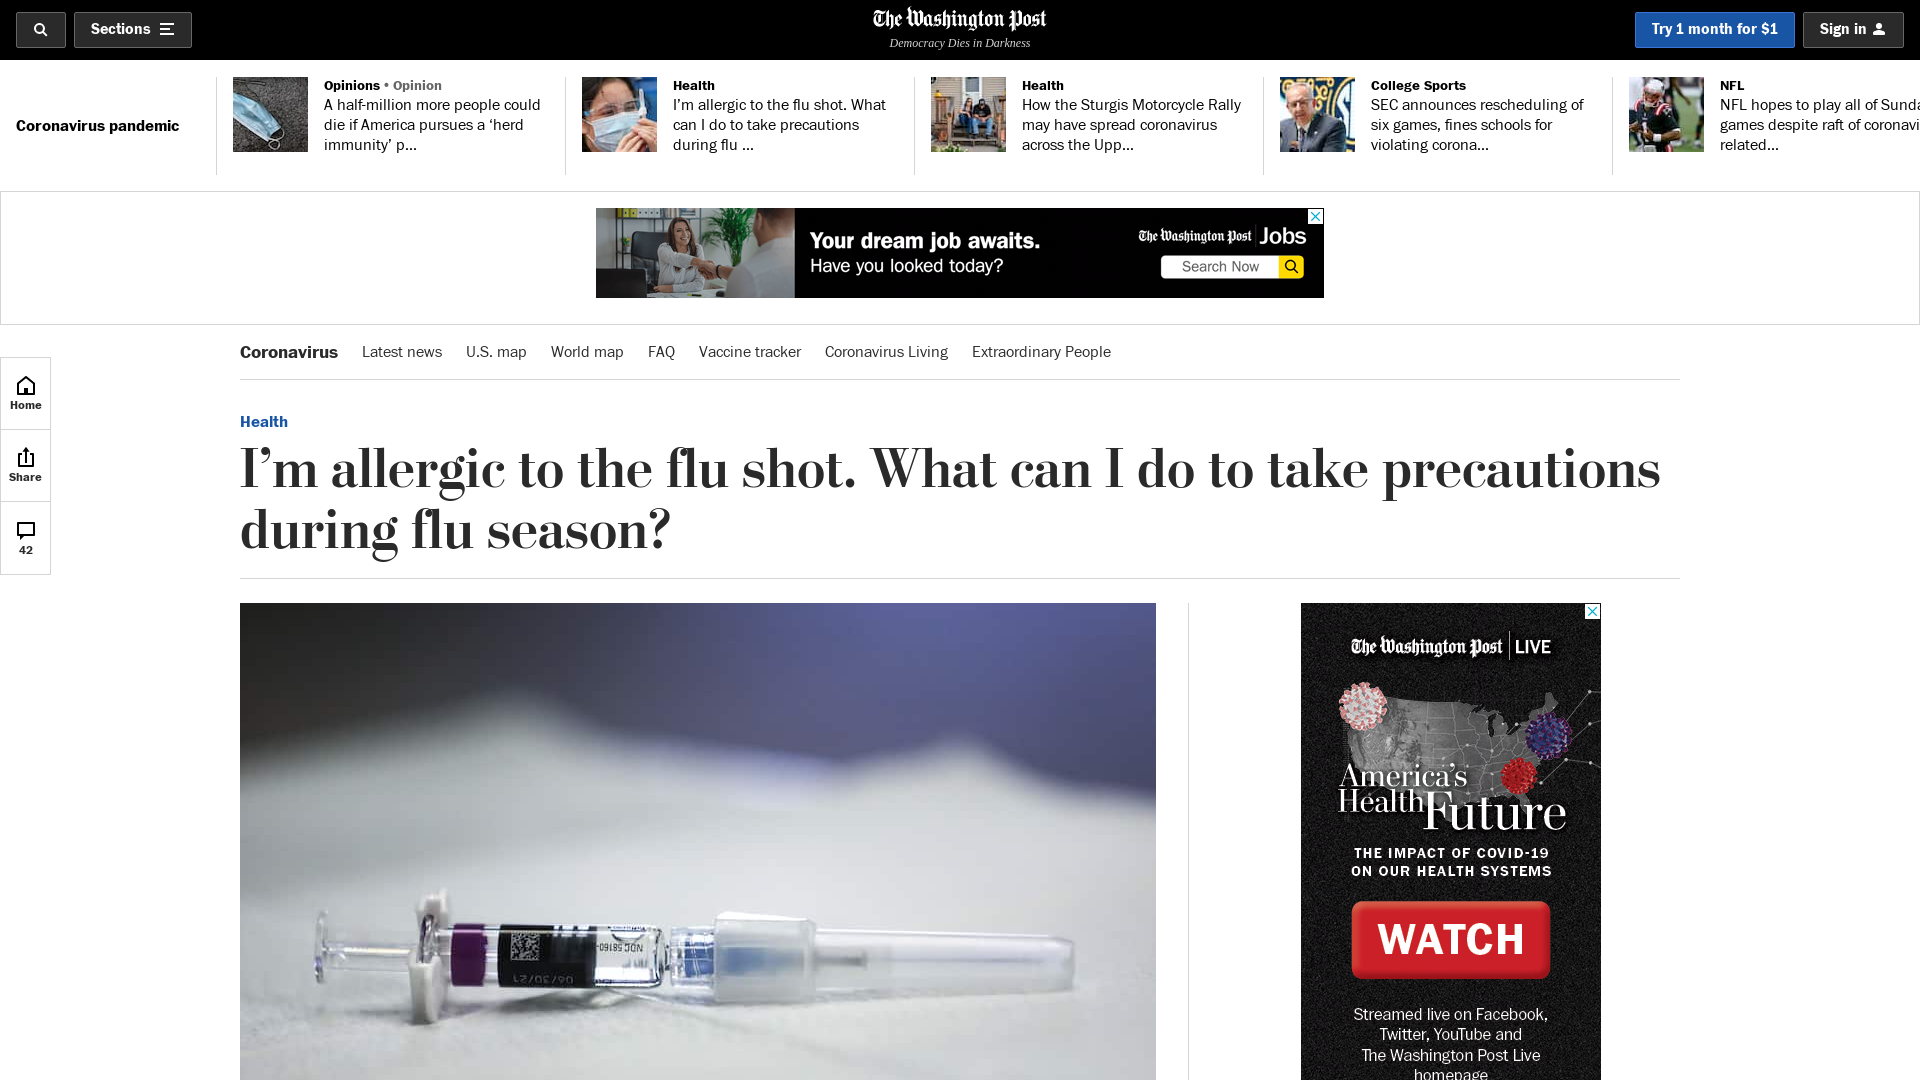 Sections
The Washington Post
Democracy Dies in Darkness
Try 1 month for $1
Sign in
Coronavirus pandemic
Opinions • Opinion
A half-million more people could
die if America pursues a ‘herd
immunity’ p...
Health
I’m allergic to the flu shot. What
can I do to take precautions
during flu ...
Health
How the Sturgis Motorcycle Rally
may have spread coronavirus
across the Upp...
College Sports
SEC announces rescheduling of
six games, fines schools for
violating corona...
NFL
NFL hopes to play all of Sunda
games despite raft of coronavi
related...
Your dream job awaits.
Have you looked today?
The Washington Post Jobs
Search Now
Coronavirus Latest news U.S. map World map FAQ Vaccine tracker Coronavirus Living Extraordinary People
Home
Share
42
Health
I’m allergic to the flu shot. What can I do to take precautions
during flu season?
The Washington Post LIVE
America’s
Health
Future
THE IMPACT OF COVID-19
ON OUR HEALTH SYSTEMS
WATCH
Streamed live on Facebook,
Twitter, YouTube and
The Washington Post Live
homepage